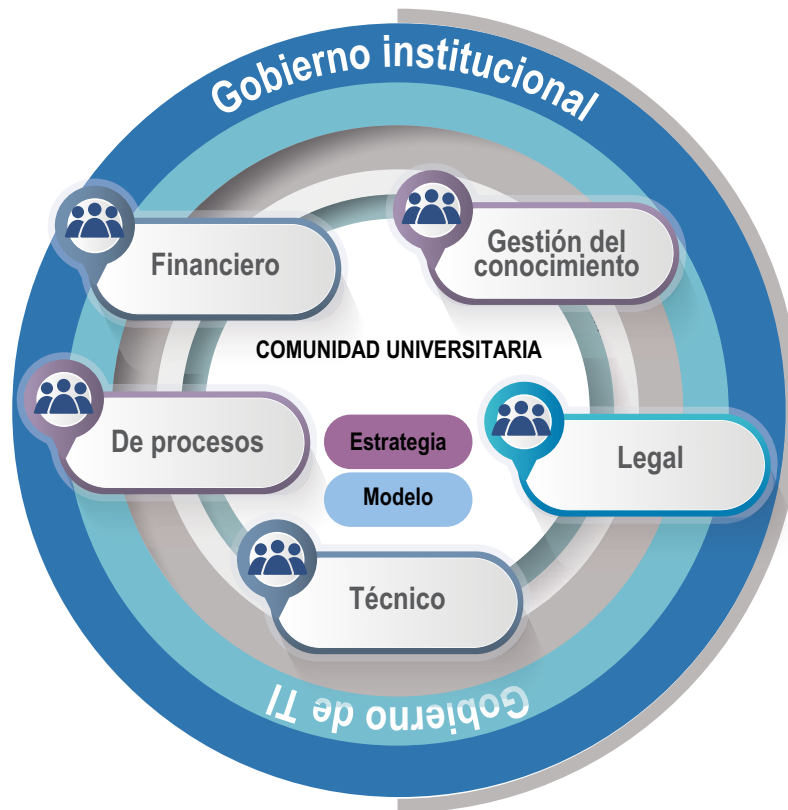 Gobierno institucional
Financiero
Gestión del
conocimiento
COMUNIDAD UNIVERSITARIA
De procesos
Estrategia
Modelo
Legal
Técnico
Gobierno de TI